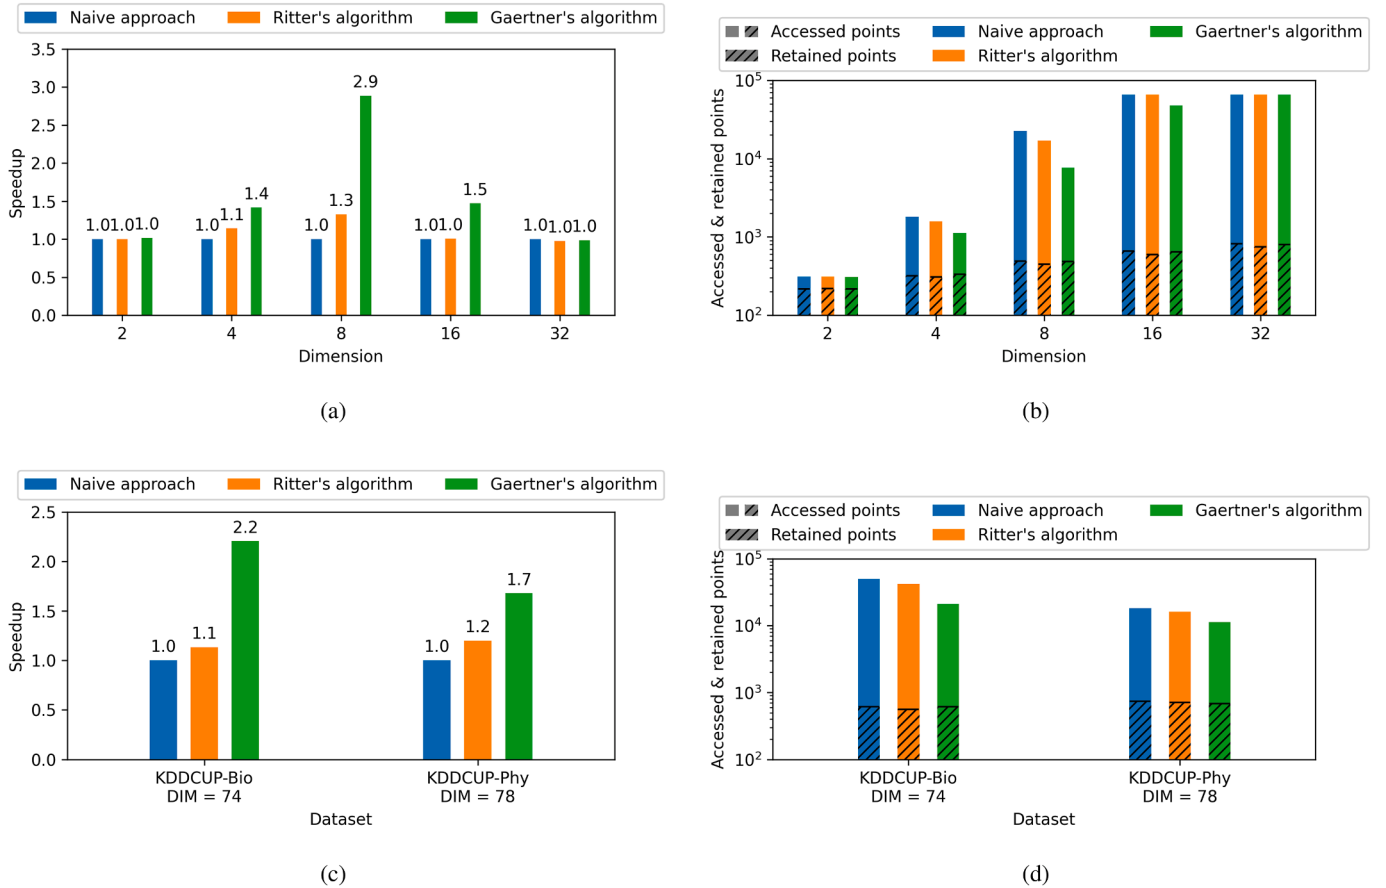 Naive approach Ritter's algorithm Gaertner's algorithm
3.5
3.0
2.5
2.0
1.5
1.0
0.5
0.0
Speedup
1.0 1.0 1.0
1.0 1.1 1.4
1.0 1.3 2.9
1.0 1.0 1.5
1.0 1.0 1.0
2 4 8 16 32
Dimension
(a)
Accessed points Naive approach Gaertner's algorithm
Retained points Ritter's algorithm
10^5
10^4
10^3
10^2
Accessed & retained points
2 4 8 16 32
Dimension
(b)
Naive approach Ritter's algorithm Gaertner's algorithm
2.5
2.0
1.5
1.0
0.5
0.0
Speedup
1.0 1.1 2.2
1.0 1.2 1.7
KDDCUP-Bio KDDCUP-Phy
DIM = 74 DIM = 78
Dataset
(c)
Accessed points Naive approach Gaertner's algorithm
Retained points Ritter's algorithm
10^5
10^4
10^3
10^2
Accessed & retained points
KDDCUP-Bio KDDCUP-Phy
DIM = 74 DIM = 78
Dataset
(d)